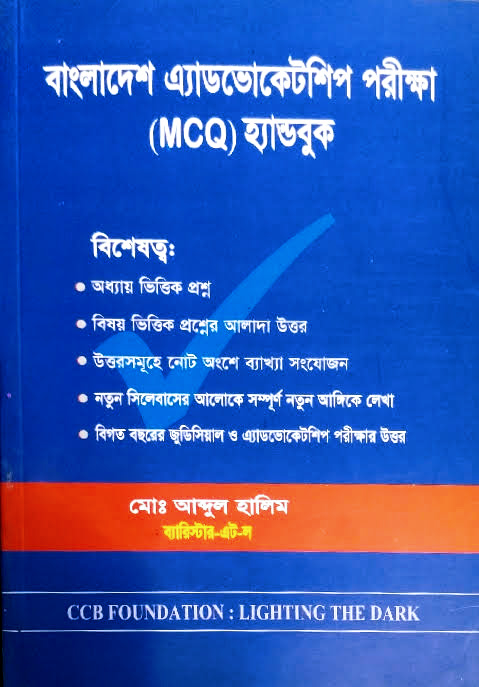 বাংলাদেশ এ্যাডভোকেটশিপ পরীক্ষা
(MCQ) হ্যান্ডবুক
বিশেষত্ব:
• অধ্যায় ভিত্তিক প্রশ্ন
• বিষয় ভিত্তিক প্রশ্নের আলাদা উত্তর
• উত্তরসমূহে নোট অংশে ব্যাখ্যা সংযোজন
• নতুন সিলেবাসের আলোকে সম্পূর্ণ নতুন আঙ্গিকে লেখা
• বিগত বছরের জুডিসিয়াল ও এ্যাডভোকেটশিপ পরীক্ষার উত্তর
মোঃ আব্দুল হালিম
ব্যারিস্টার-এট-ল
CCB FOUNDATION : LIGHTING THE DARK